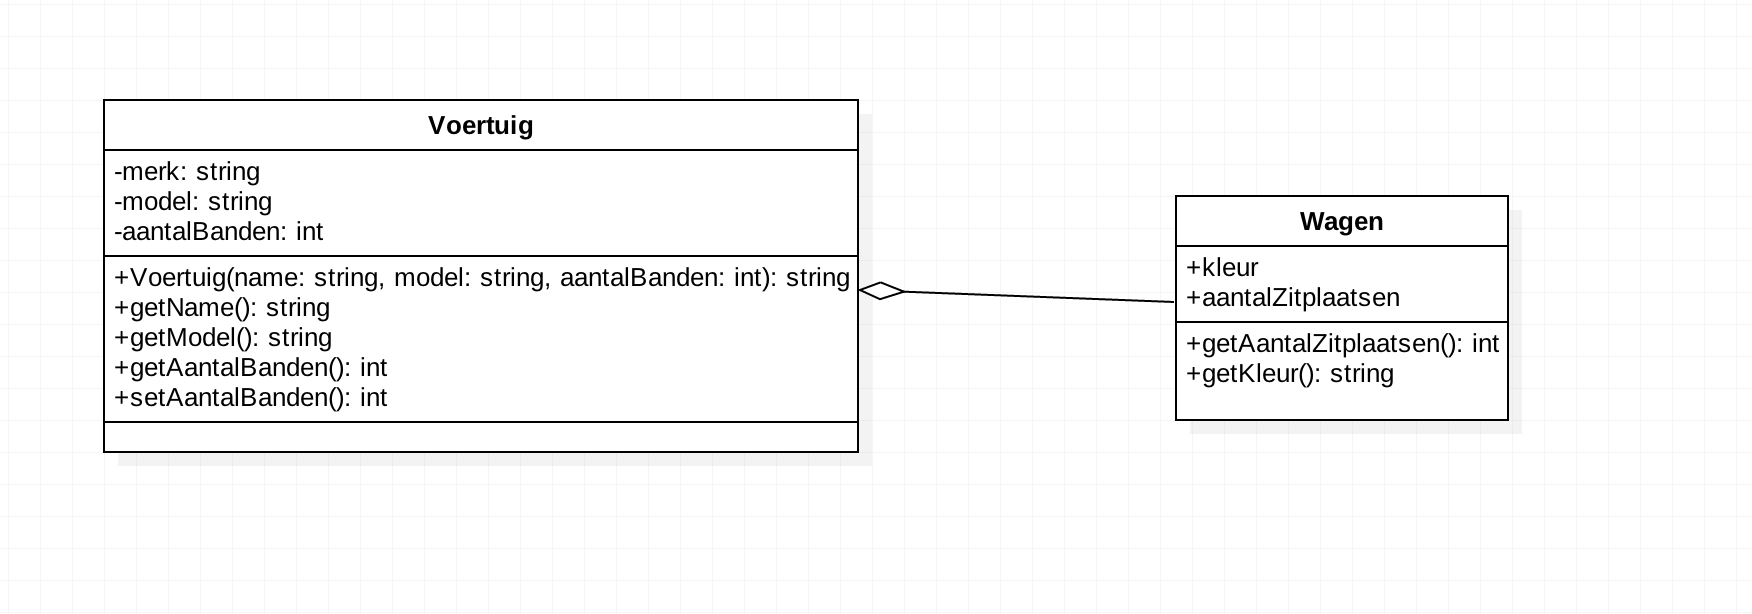 Voertuig
-merk: string
-model: string
-aantalBanden: int
+Voertuig(name: string, model: string, aantalBanden: int): string
+getName(): string
+getModel(): string
+getAantalBanden(): int
+setAantalBanden(): int
Wagen
+kleur
+aantalZitplaatsen
+getAantalZitplaatsen(): int
+getKleur(): string